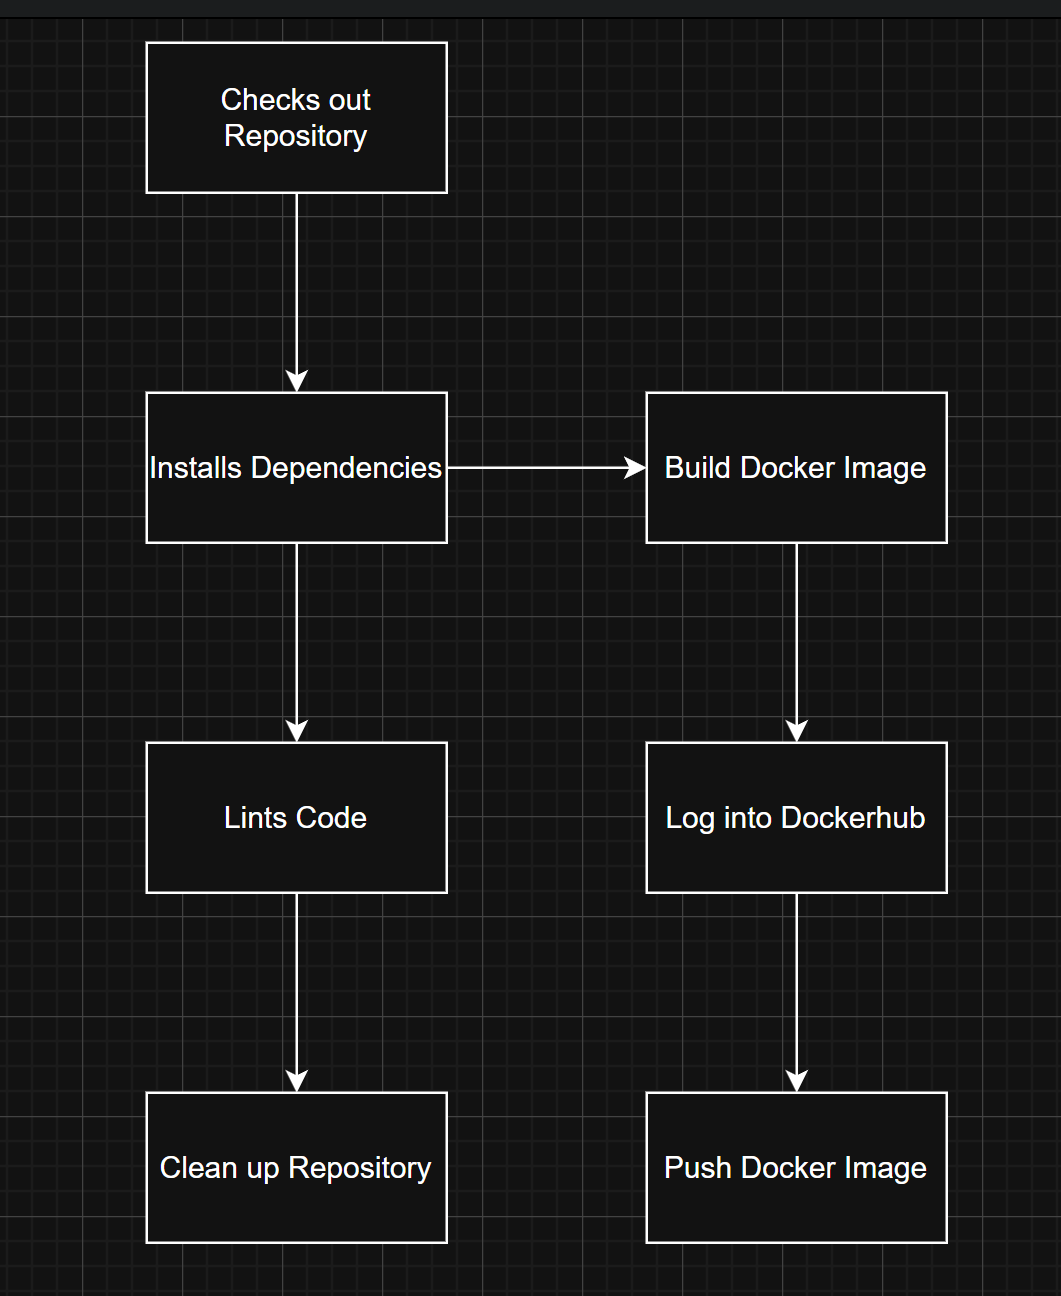 Checks out
Repository
Installs Dependencies
Build Docker Image
Lints Code
Log into Dockerhub
Clean up Repository
Push Docker Image